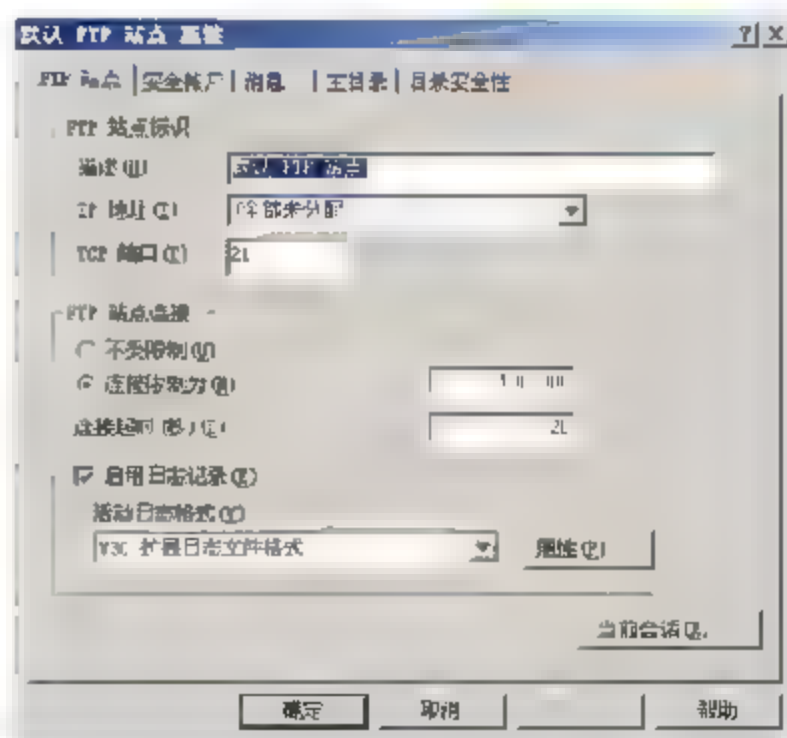 默认 FTP 站点 属性
FTP 站点 安全帐户 消息 主目录 目录安全性
FTP 站点标识
描述(D)
默认 FTP 站点
IP 地址(I)
(全部未分配
TCP 端口(T)
21
FTP 站点连接
不受限制(U)
连接限制为(M)
连接超时(秒)
启用日志记录(E)
活动日志格式(V)
W3C 扩展日志文件格式
属性(P)
当前会话
确定 取消 帮助